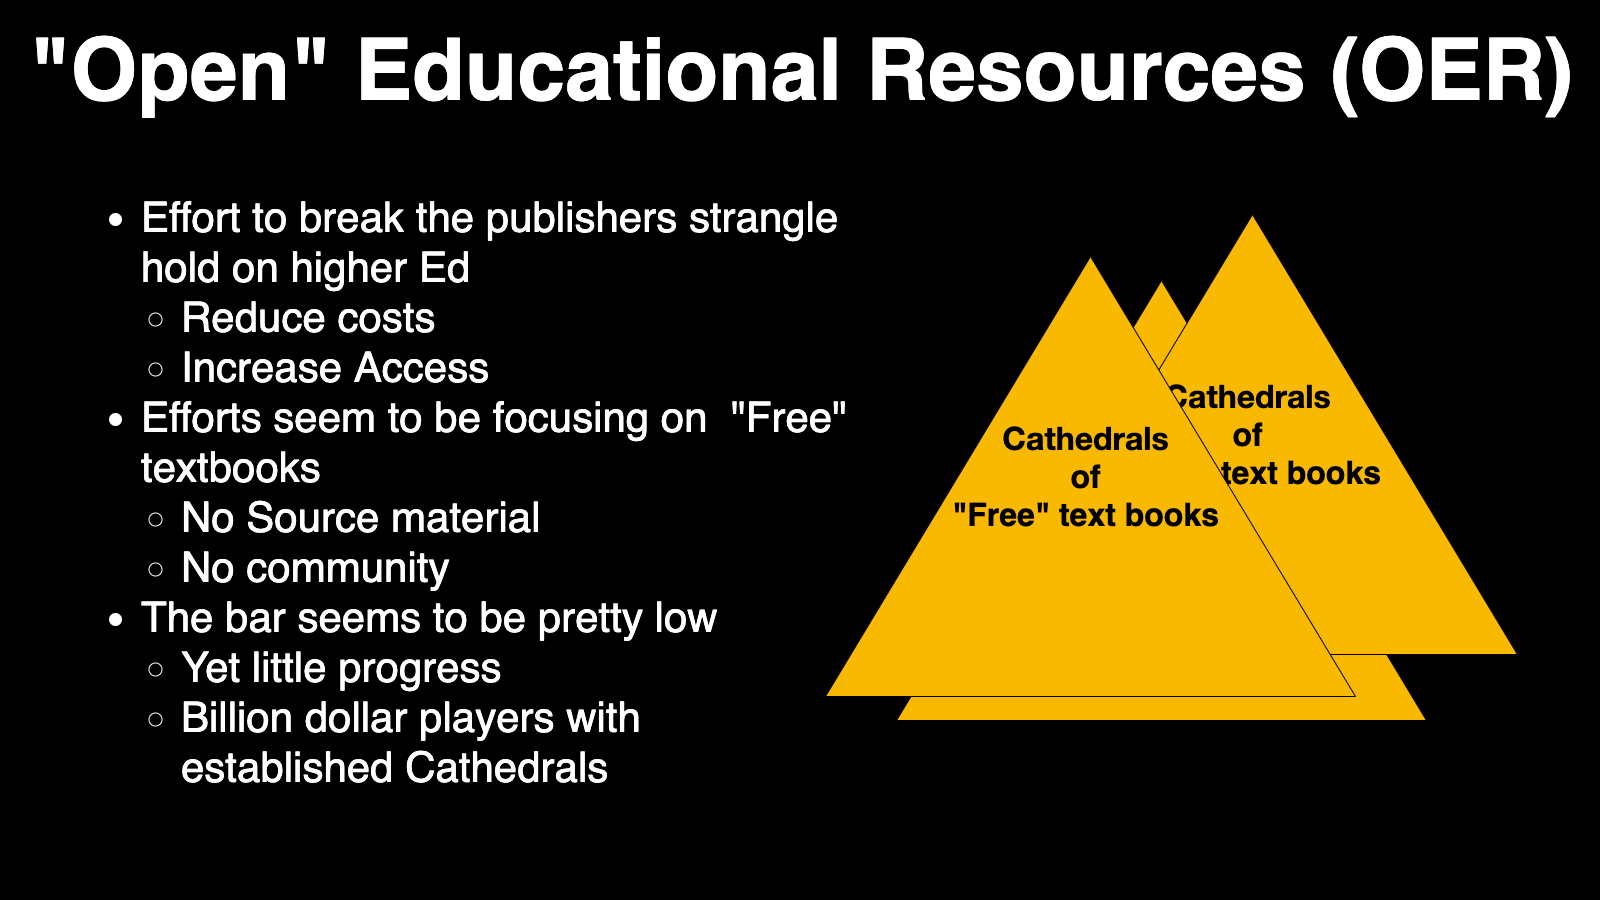 "Open" Educational Resources (OER)
• Effort to break the publishers strangle
hold on higher Ed
○ Reduce costs
○ Increase Access
• Efforts seem to be focusing on  "Free"
textbooks
○ No Source material
○ No community
• The bar seems to be pretty low
○ Yet little progress
○ Billion dollar players with
established Cathedrals
Cathedrals
of
"Free" text books
Cathedrals
of
text books